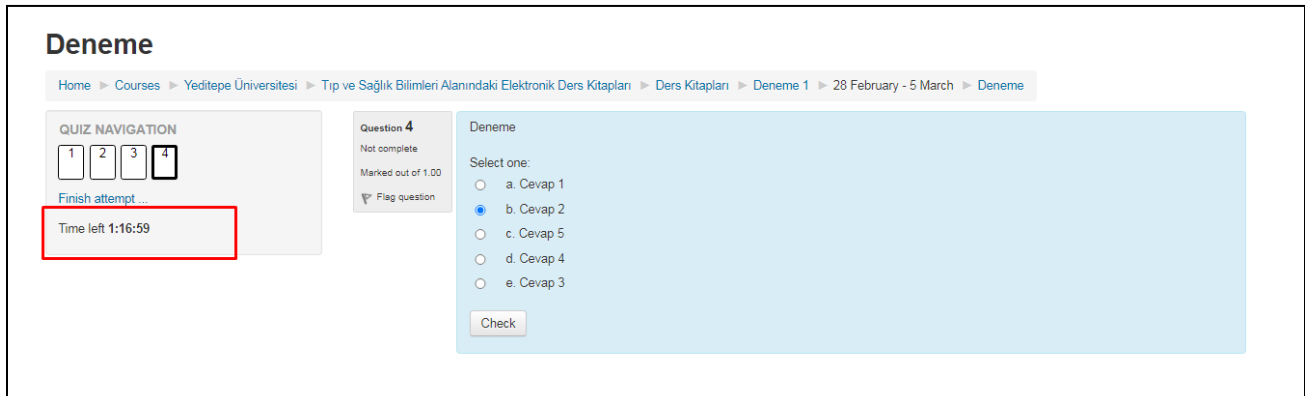 Deneme
Home ► Courses ► Yeditepe Üniversitesi ► Tıp ve Sağlık Bilimleri Alanındaki Elektronik Ders Kitapları ► Ders Kitapları ► Deneme 1 ► 28 February - 5 March ► Deneme
QUIZ NAVIGATION
1 2 3 4
Finish attempt ...
Time left 1:16:59
Question 4
Not complete
Marked out of 1.00
Flag question
Deneme
Select one:
a. Cevap 1
b. Cevap 2
c. Cevap 5
d. Cevap 4
e. Cevap 3
Check